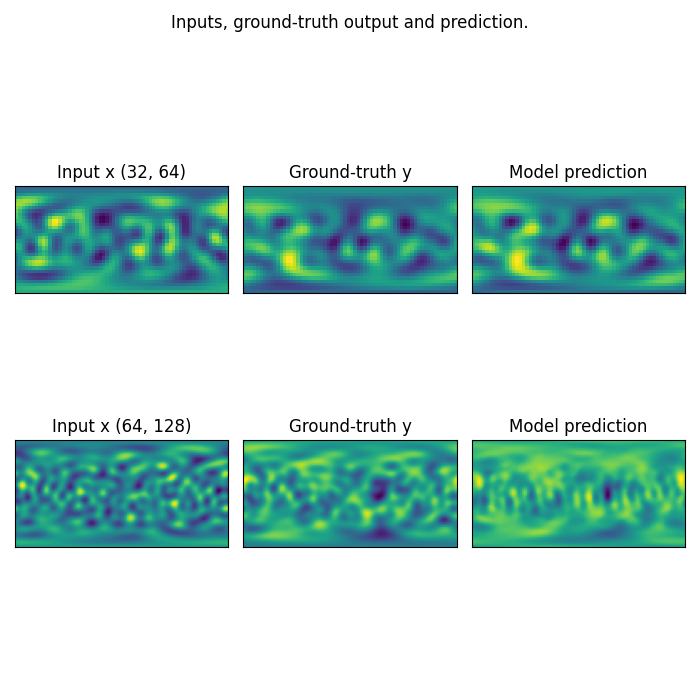 Inputs, ground-truth output and prediction.
Input x (32, 64)
Ground-truth y
Model prediction
Input x (64, 128)
Ground-truth y
Model prediction